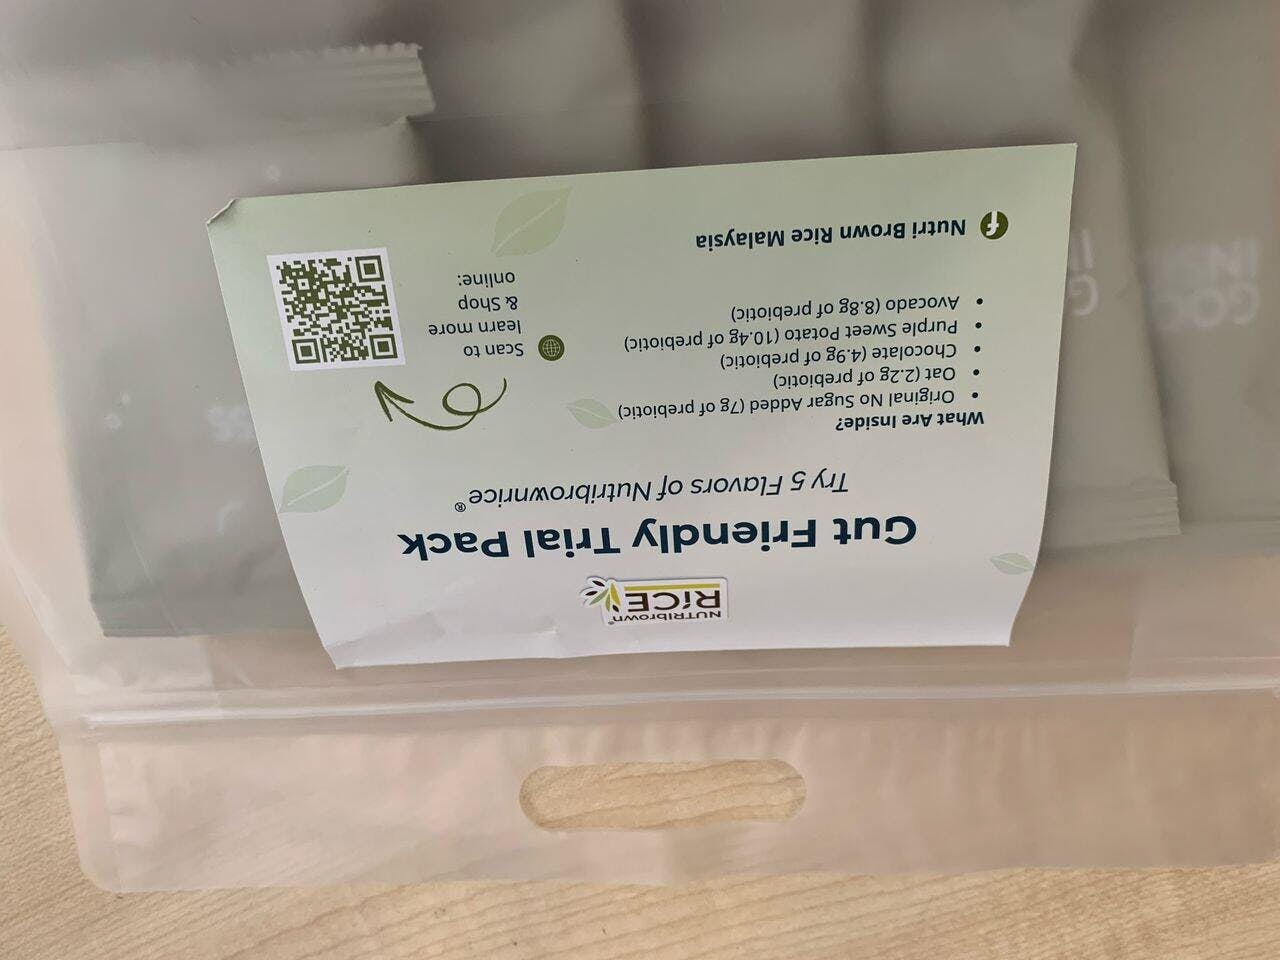 NUTRIbrown®
RiCE
Gut Friendly Trial Pack
Try 5 Flavors of Nutribrownrice®
What Are Inside?
• Original No Sugar Added (7g of prebiotic)
• Oat (2.2g of prebiotic)
• Chocolate (4.9g of prebiotic)
• Purple Sweet Potato (10.4g of prebiotic)
• Avocado (8.8g of prebiotic)
Nutri Brown Rice Malaysia
Scan to
learn more
& Shop
online: